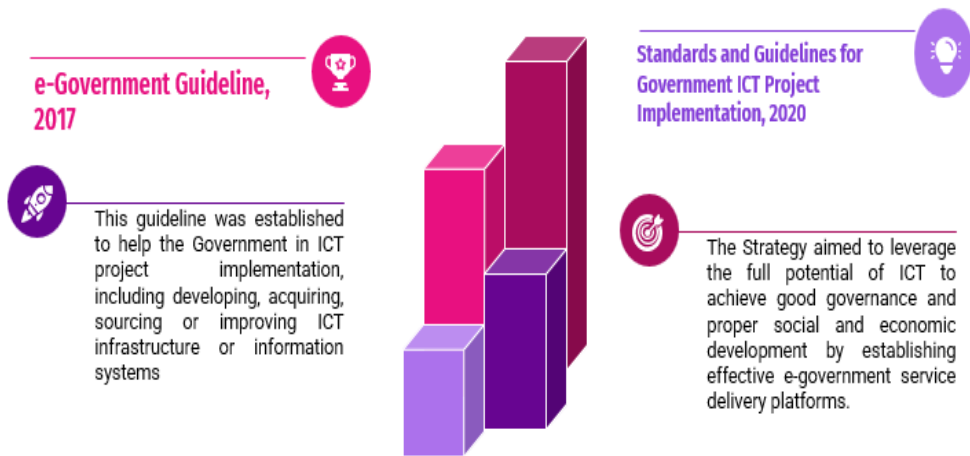 e-Government Guideline,
2017
This guideline was established
to help the Government in ICT
project implementation,
including developing, acquiring,
sourcing or improving ICT
infrastructure or information
systems
Standards and Guidelines for
Government ICT Project
Implementation, 2020
The Strategy aimed to leverage
the full potential of ICT to
achieve good governance and
proper social and economic
development by establishing
effective e-government service
delivery platforms.